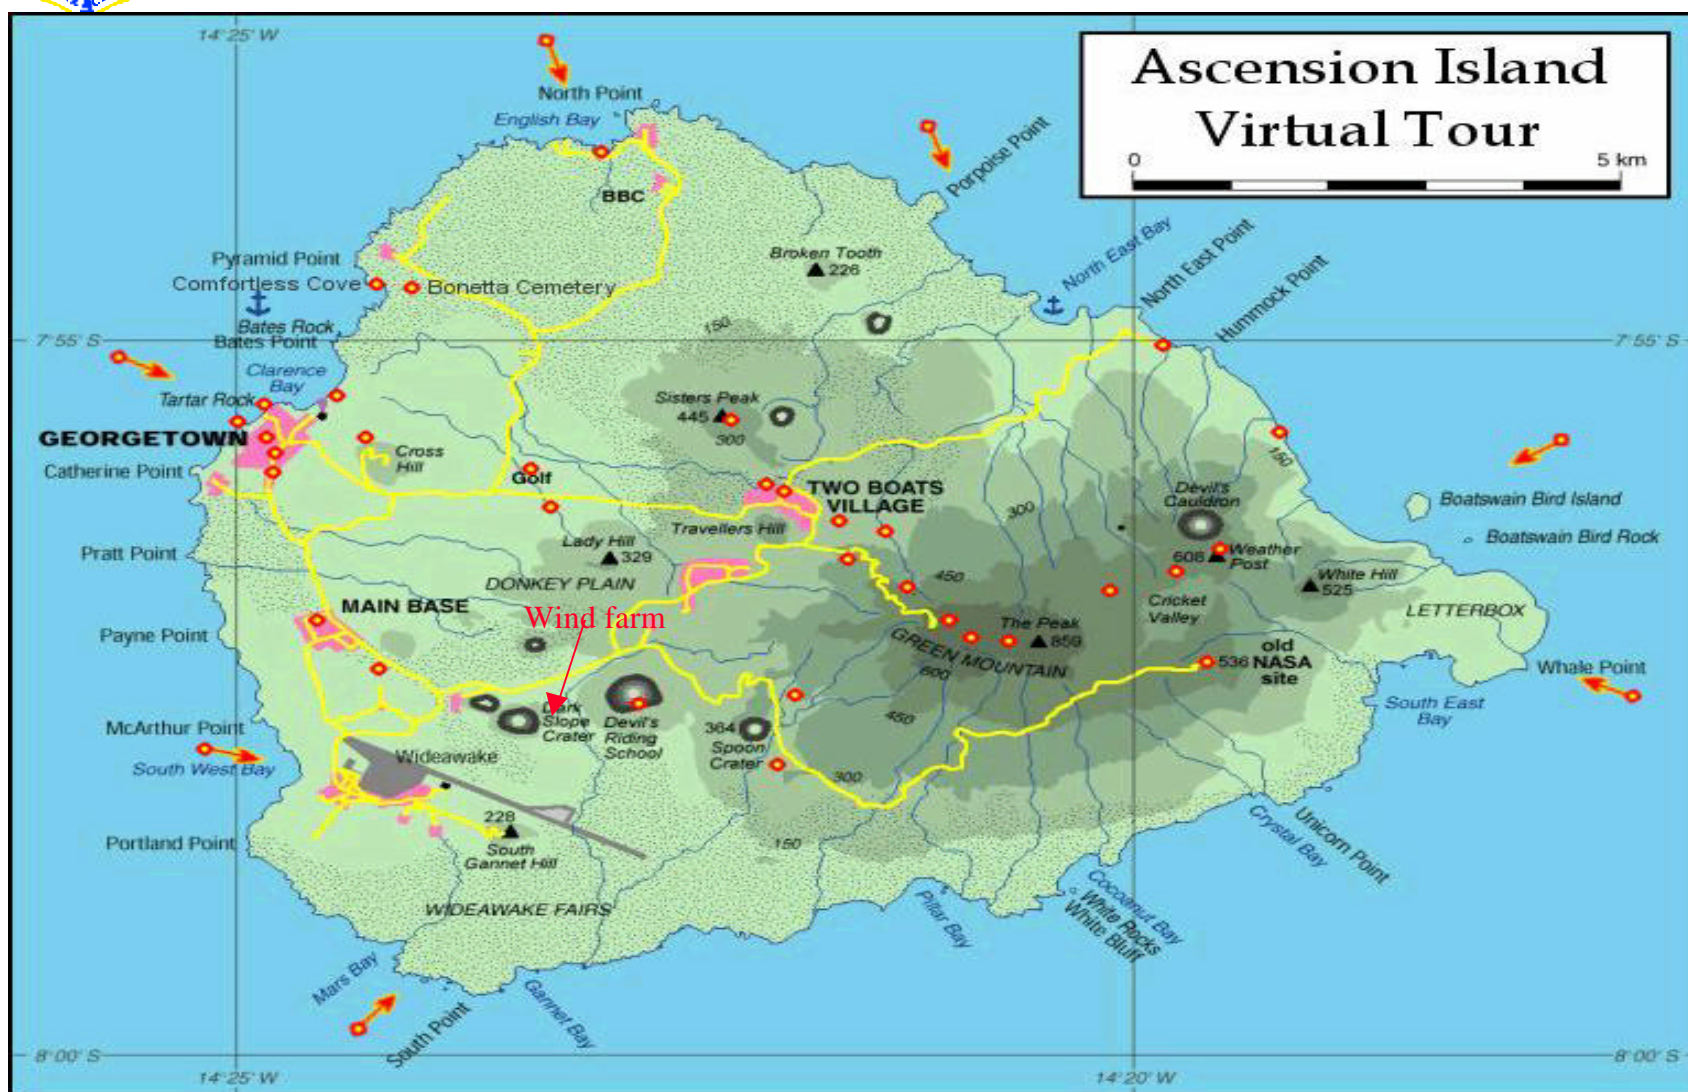 14°25' W
Ascension Island
Virtual Tour
0
5 km
North Point
English Bay
BBC
Porpoise Point
Pyramid Point
Comfortless Cove
Bonetta Cemetery
Broken Tooth
226
North East Bay
North East Point
Hummock Point
Bates Rock
Bates Point
7°55' S
7°55' S
150
Clarence
Bay
Tartar Rock
Sisters Peak
445
300
GEORGETOWN
Cross
Hill
Catherine Point
Golf
150
TWO BOATS
VILLAGE
Travellers Hill
300
Devil's
Cauldron
Boatswain Bird Island
Boatswain Bird Rock
Pratt Point
Lady Hill
329
DONKEY PLAIN
450
608
Weather
Post
White Hill
525
Cricket
Valley
LETTERBOX
MAIN BASE
Wind farm
Payne Point
The Peak
859
GREEN MOUNTAIN
600
536
old
NASA
site
Whale Point
South East
Bay
McArthur Point
South West Bay
Dark
Slope
Crater
Devil's
Riding
School
364
Spoon
Crater
450
300
Wideawake
228
South
Gannet Hill
150
Portland Point
Crystal Bay
Unicorn Point
WIDEAWAKE FAIRS
Pillar Bay
Coconut Bay
White Rocks
White Bluff
Mars Bay
South Point
Gannet Bay
8°00' S
8°00' S
14°25' W
14°20' W